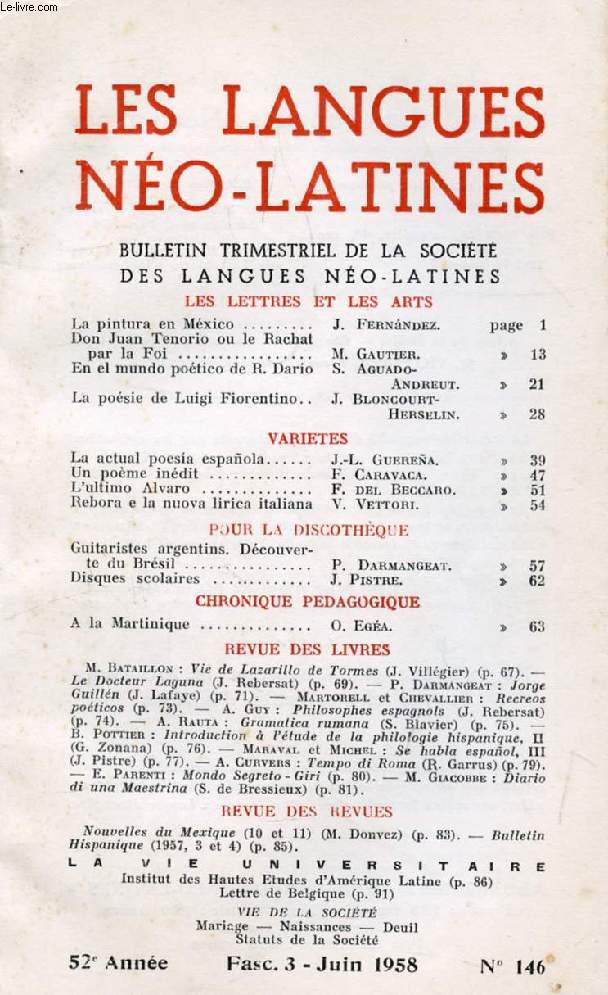 Le-livre.com
LES LANGUES
NÉO-LATINES
BULLETIN TRIMESTRIEL DE LA SOCIÉTÉ
DES LANGUES NÉO-LATINES
LES LETTRES ET LES ARTS
La pintura en México ......... J. FERNÁNDEZ. page 1
Don Juan Tenorio ou le Rachat
par la Foi ................ M. GAUTIER. » 13
En el mundo poético de R. Darío S. AGUADO-
ANDREUT. » 21
La poésie de Luigi Fiorentino.. J. BLONCOURT-
HERSELIN. » 28
VARIETES
La actual poesía española...... J.-L. GUEREÑA. » 39
Un poème inédit ............. F. CARAVACA. » 47
L'ultimo Alvaro .............. F. DEL BECCARO. » 51
Rebora e la nuova lirica italiana V. VETTORI. » 54
POUR LA DISCOTHÈQUE
Guitaristes argentins. Découver-
te du Brésil ................ P. DARMANGEAT. » 57
Disques scolaires ............. J. PISTRE. » 62
CHRONIQUE PEDAGOGIQUE
A la Martinique .............. O. EGÉA. » 63
REVUE DES LIVRES
M. BATAILLON : Vie de Lazarillo de Tormes (J. Villégier) (p. 67). —
Le Docteur Laguna (J. Rebersat) (p. 69). — P. DARMANGEAT : Jorge
Guillén (J. Lafaye) (p. 71). — MARTORELL et CHEVALLIER : Recreos
poéticos (p. 73). — A. GUY : Philosophes espagnols (J. Rebersat)
(p. 74). — A. RAUTA : Gramatica rumana (S. Blavier) (p. 75). —
B. POTTIER : Introduction à l'étude de la philologie hispanique, II
(G. Zonana) (p. 76). — MARAVAL et MICHEL : Se habla español, III
(J. Pistre) (p. 77). — A. CURVERS : Tempo di Roma (R. Garrus) (p. 79).
— E. PARENTI : Mondo Segreto - Giri (p. 80). — M. GIACOBBE : Diario
di una Maestrina (S. de Bressieux) (p. 81).
REVUE DES REVUES
Nouvelles du Mexique (10 et 11) (M. Donvez) (p. 83). — Bulletin
Hispanique (1957, 3 et 4) (p. 85).
LA VIE UNIVERSITAIRE
Institut des Hautes Etudes d'Amérique Latine (p. 86)
Lettre de Belgique (p. 91)
VIE DE LA SOCIÉTÉ
Mariage — Naissances — Deuil
Statuts de la Société
52e Année Fasc. 3 - Juin 1958 N° 146